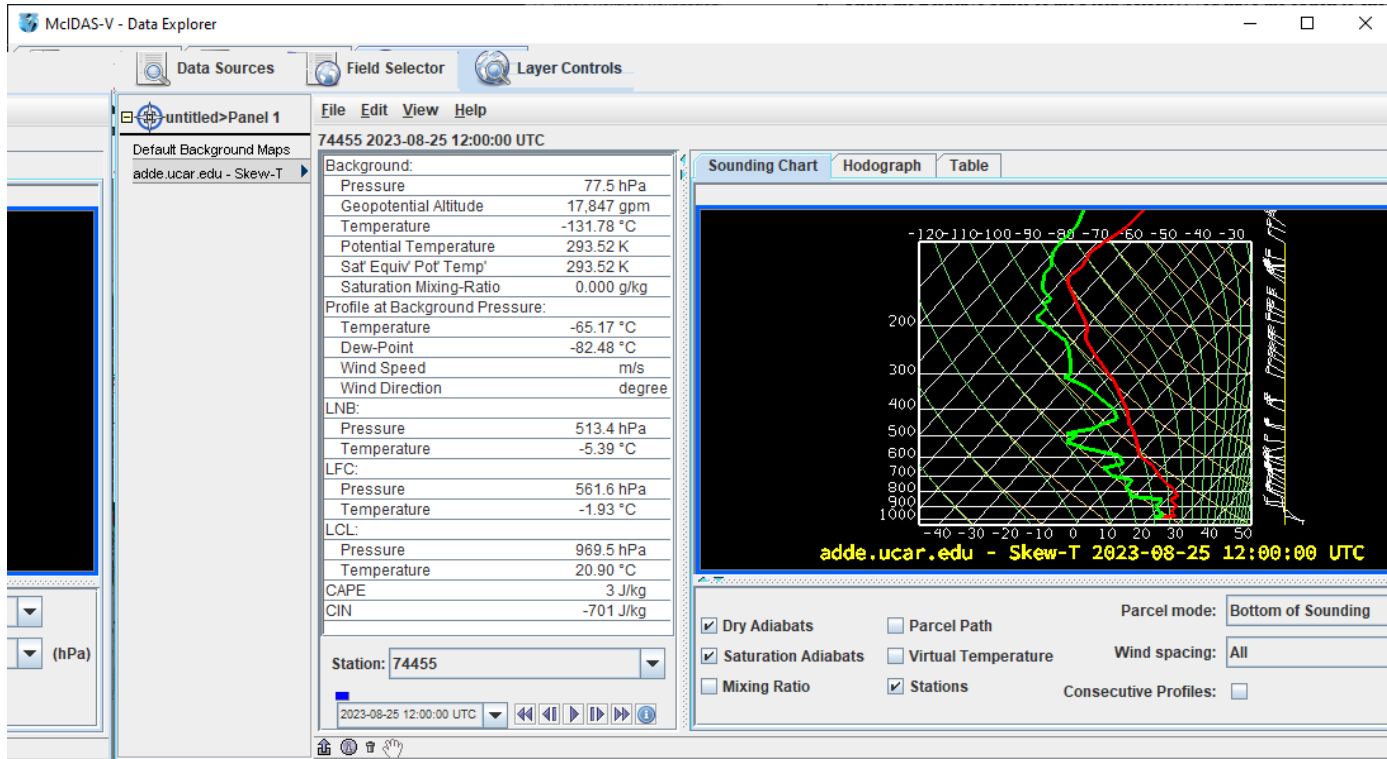 McIDAS-V - Data Explorer
Data Sources
Field Selector
Layer Controls
untitled>Panel 1
Default Background Maps
adde.ucar.edu - Skew-T
File Edit View Help
74455 2023-08-25 12:00:00 UTC
Background:
Pressure 77.5 hPa
Geopotential Altitude 17,847 gpm
Temperature -131.78 °C
Potential Temperature 293.52 K
Sat' Equiv' Pot' Temp' 293.52 K
Saturation Mixing-Ratio 0.000 g/kg
Profile at Background Pressure:
Temperature -65.17 °C
Dew-Point -82.48 °C
Wind Speed m/s
Wind Direction degree
LNB:
Pressure 513.4 hPa
Temperature -5.39 °C
LFC:
Pressure 561.6 hPa
Temperature -1.93 °C
LCL:
Pressure 969.5 hPa
Temperature 20.90 °C
CAPE 3 J/kg
CIN -701 J/kg
Station: 74455
2023-08-25 12:00:00 UTC
(hPa)
Sounding Chart Hodograph Table
-120-110-100 -90 -80 -70 -60 -50 -40 -30
200
300
400
500
600
700
800
900
1000
-40 -30 -20 -10 0 10 20 30 40 50
adde.ucar.edu - Skew-T 2023-08-25 12:00:00 UTC
Dry Adiabats
Parcel Path
Parcel mode: Bottom of Sounding
Saturation Adiabats
Virtual Temperature
Wind spacing: All
Mixing Ratio
Stations
Consecutive Profiles: